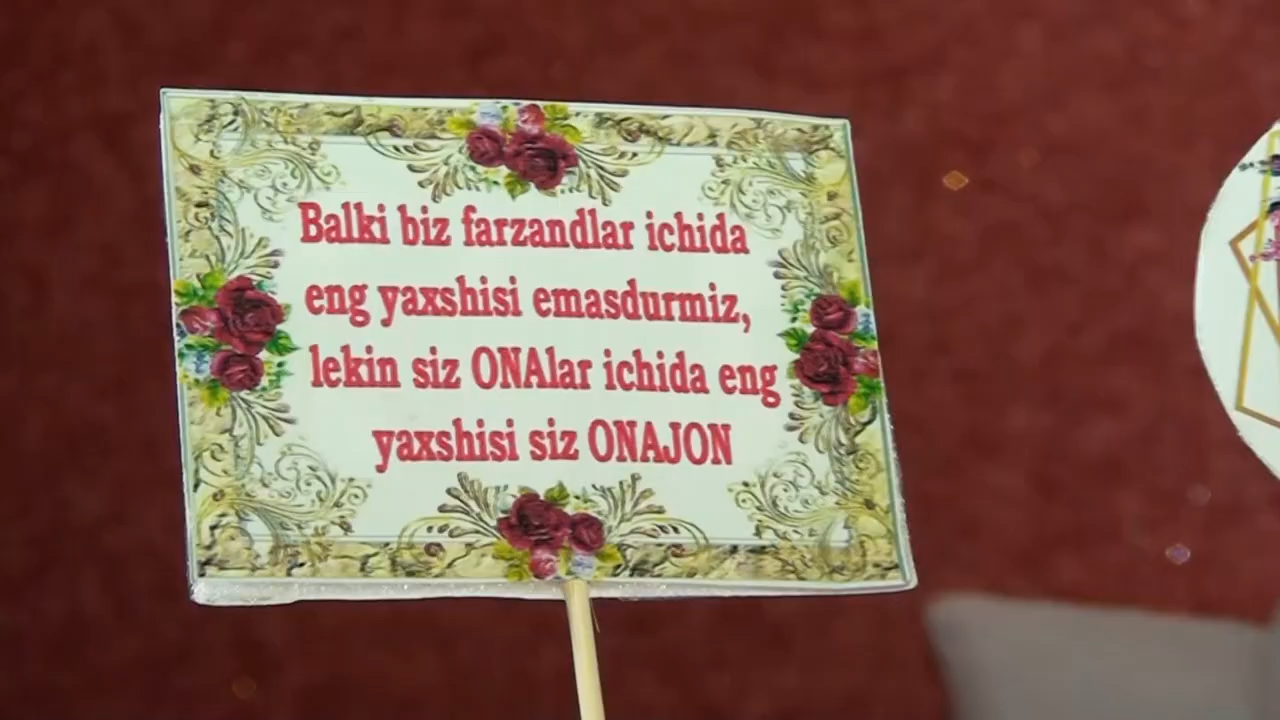 Balki biz farzandlar ichida
eng yaxshisi emasdurmiz,
lekin siz ONAlar ichida eng
yaxshisi siz ONAJON